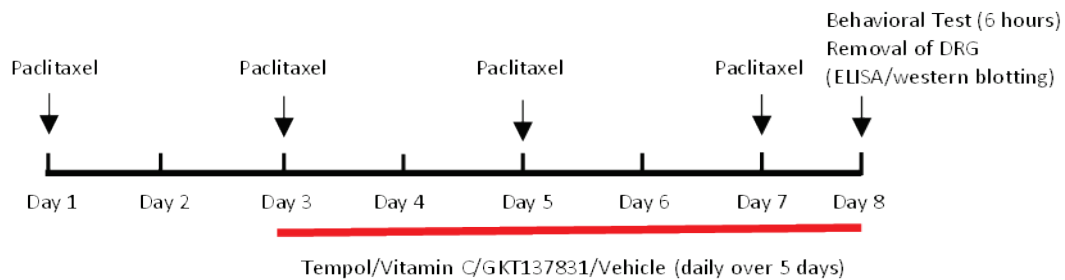 Behavioral Test (6 hours)
Removal of DRG
(ELISA/western blotting)
Paclitaxel Paclitaxel Paclitaxel Paclitaxel
Day 1 Day 2 Day 3 Day 4 Day 5 Day 6 Day 7 Day 8
Tempol/Vitamin C/GKT137831/Vehicle (daily over 5 days)